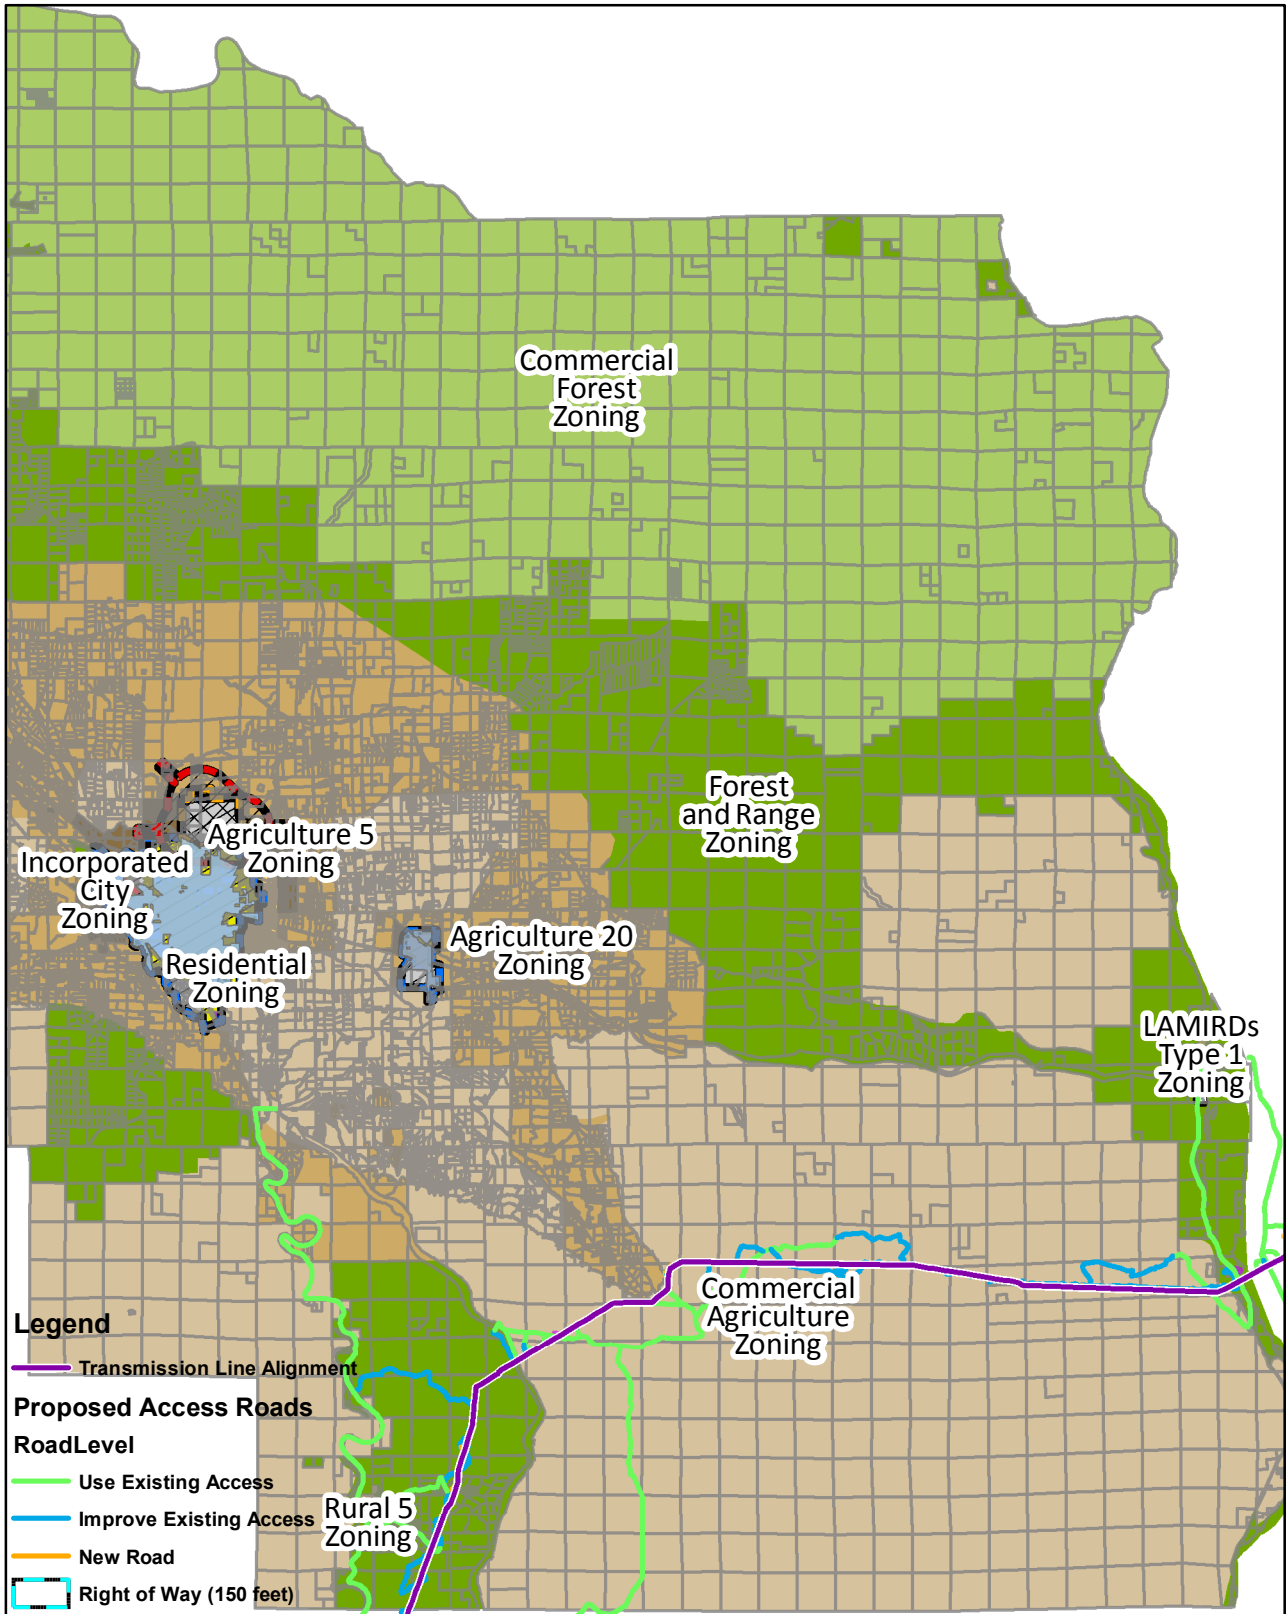 Commercial
Forest
Zoning
Forest
and Range
Zoning
Agriculture 5
Zoning
Incorporated
City
Zoning
Agriculture 20
Zoning
Residential
Zoning
LAMIRDs
Type 1
Zoning
Commercial
Agriculture
Zoning
Rural 5
Zoning
Legend
Transmission Line Alignment
Proposed Access Roads
RoadLevel
Use Existing Access
Improve Existing Access
New Road
Right of Way (150 feet)